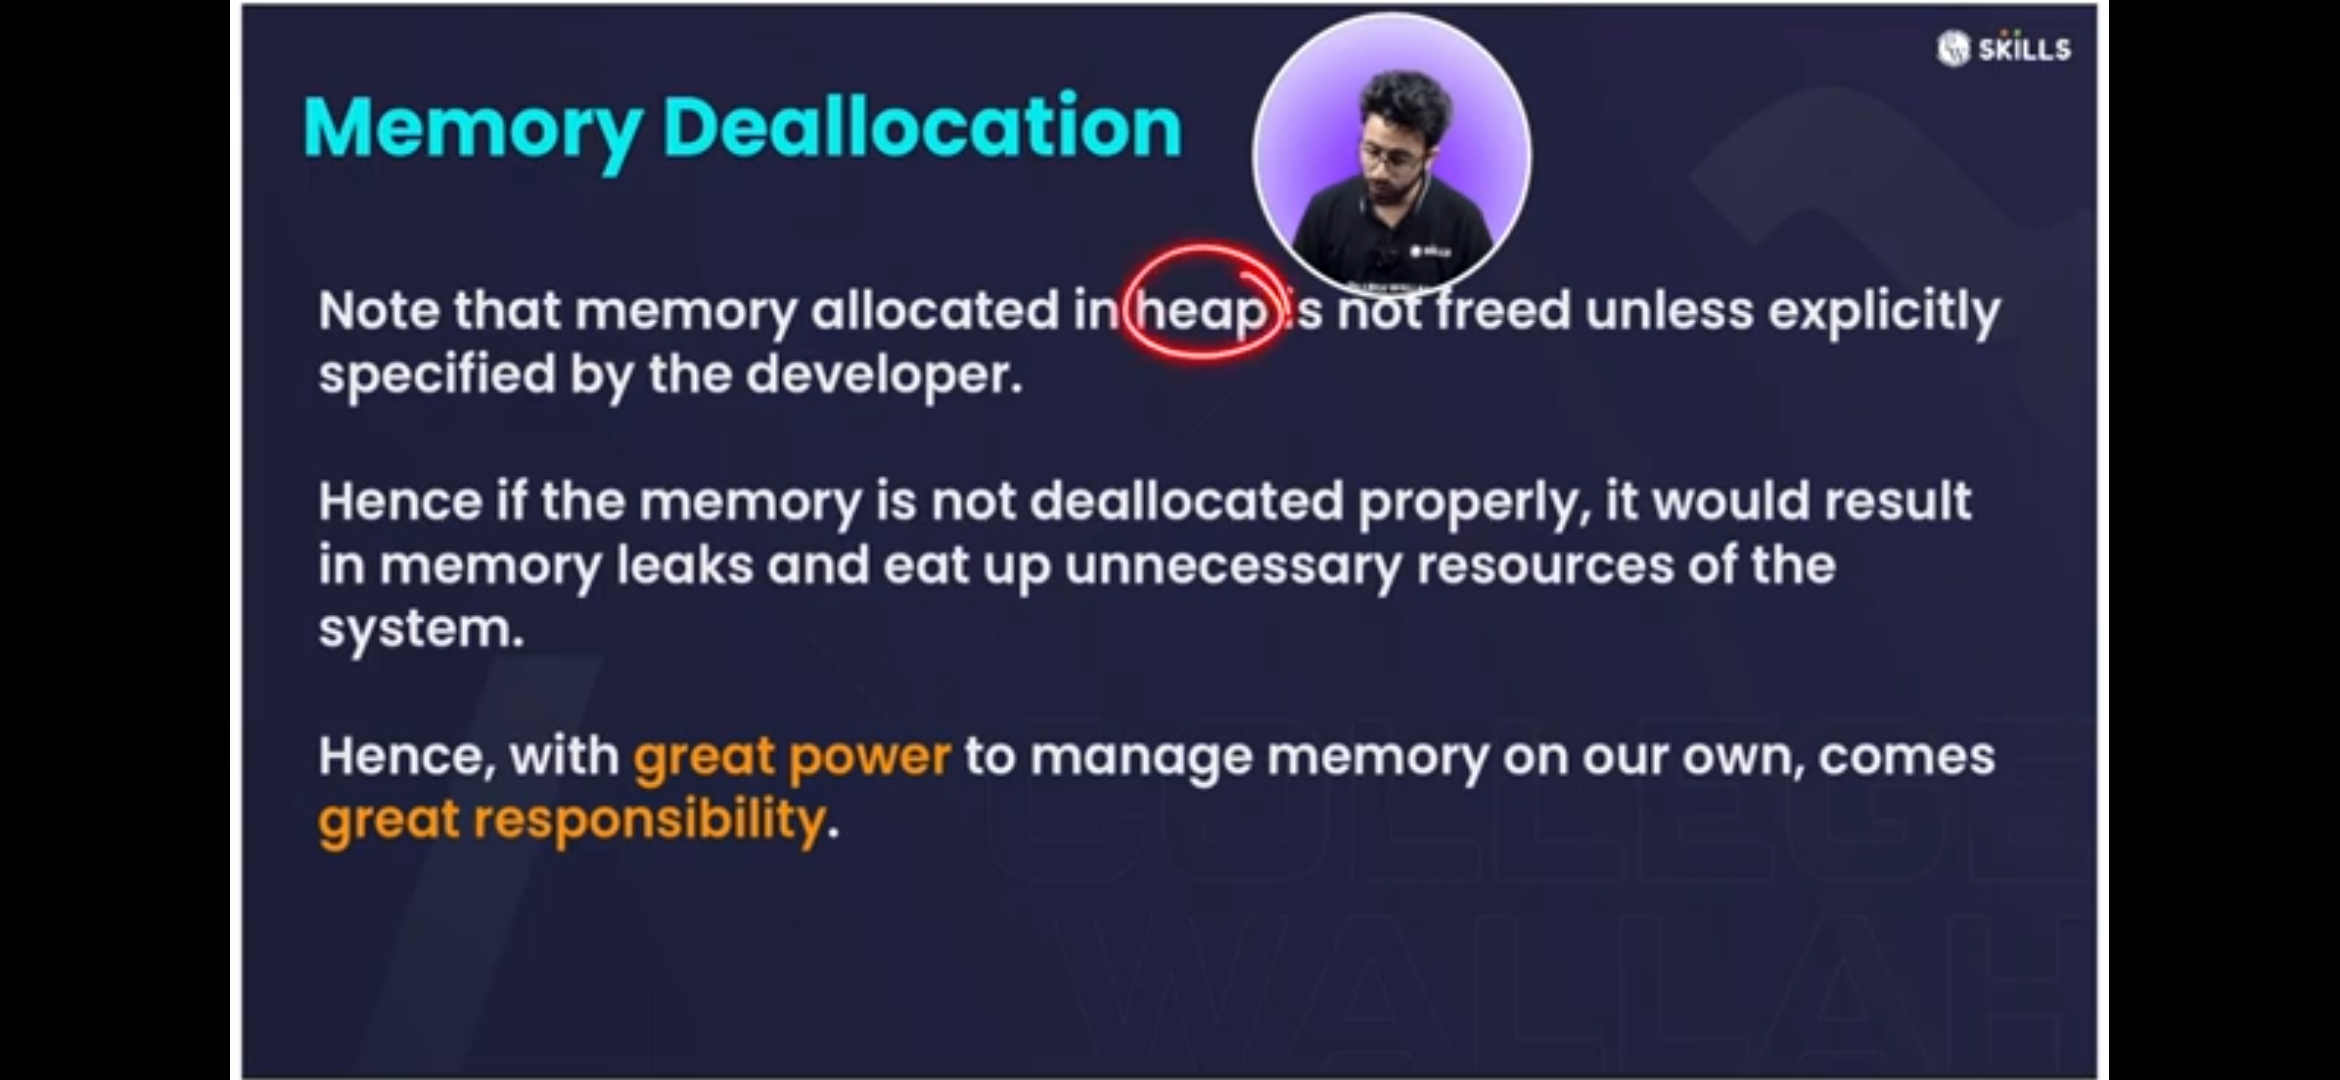 SKILLS
Memory Deallocation
Note that memory allocated in heap is not freed unless explicitly
specified by the developer.
Hence if the memory is not deallocated properly, it would result
in memory leaks and eat up unnecessary resources of the
system.
Hence, with great power to manage memory on our own, comes
great responsibility.
COLLEGE
WALLAH